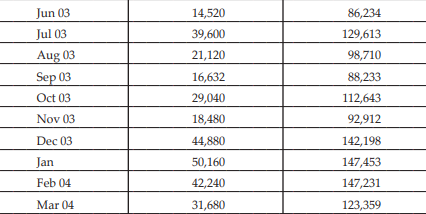 Jun 03 14,520 86,234
Jul 03 39,600 129,613
Aug 03 21,120 98,710
Sep 03 16,632 88,233
Oct 03 29,040 112,643
Nov 03 18,480 92,912
Dec 03 44,880 142,198
Jan 50,160 147,453
Feb 04 42,240 147,231
Mar 04 31,680 123,359